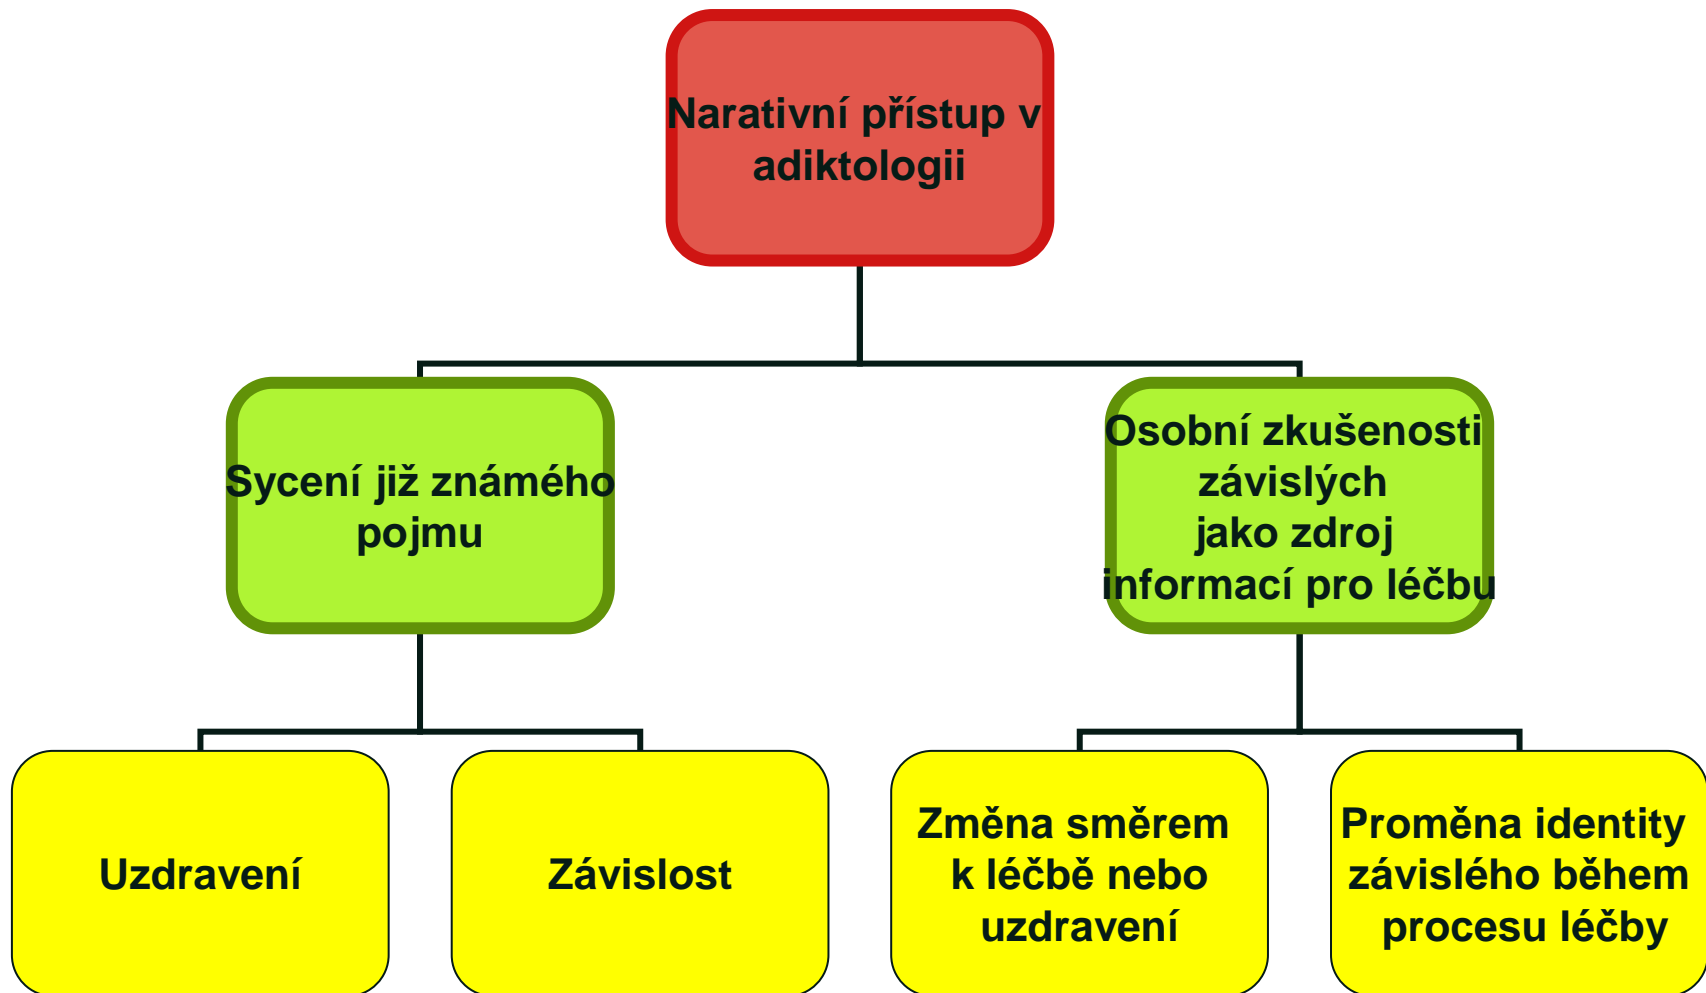 Narativní přístup v
adiktologii
Sycení již známého
pojmu
Osobní zkušenosti
závislých
jako zdroj
informací pro léčbu
Uzdravení
Závislost
Změna směrem
k léčbě nebo
uzdravení
Proměna identity
závislého během
procesu léčby